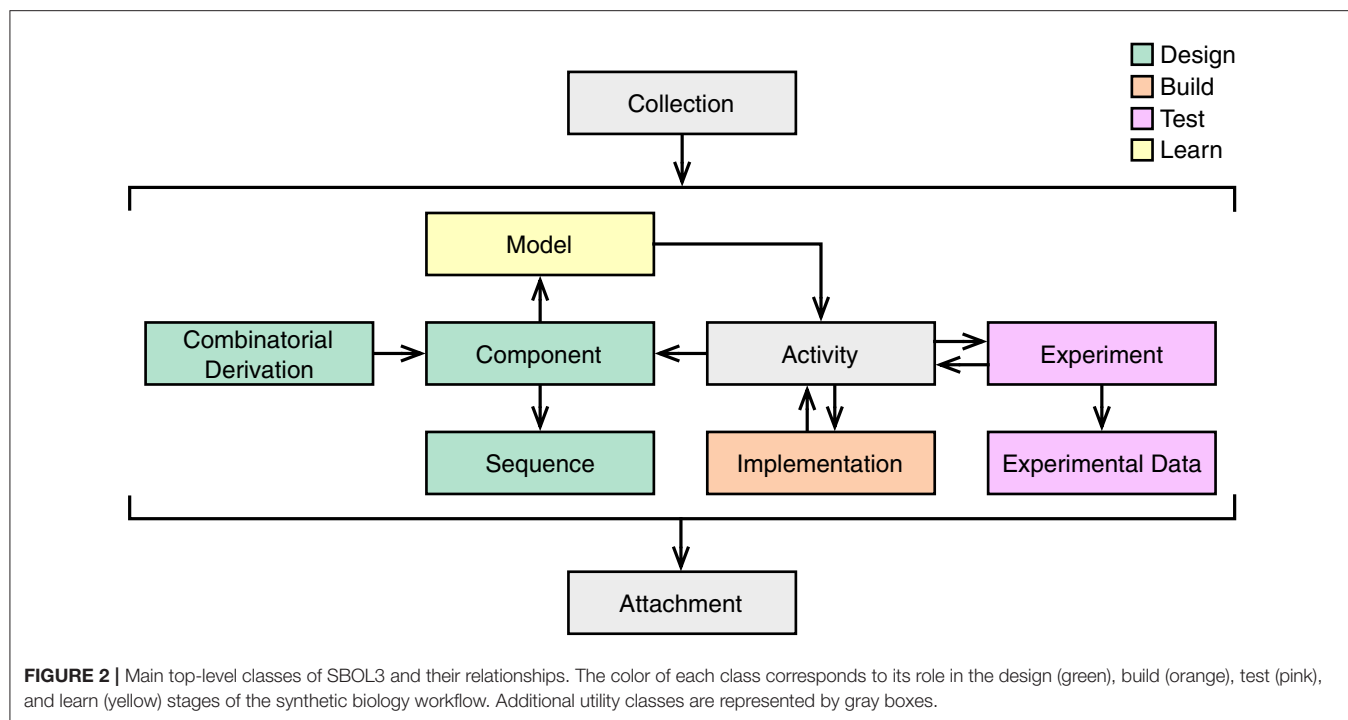 Design
Build
Test
Learn
Collection
Model
Combinatorial
Derivation
Component
Activity
Experiment
Sequence
Implementation
Experimental Data
Attachment
FIGURE 2 | Main top-level classes of SBOL3 and their relationships. The color of each class corresponds to its role in the design (green), build (orange), test (pink),
and learn (yellow) stages of the synthetic biology workflow. Additional utility classes are represented by gray boxes.